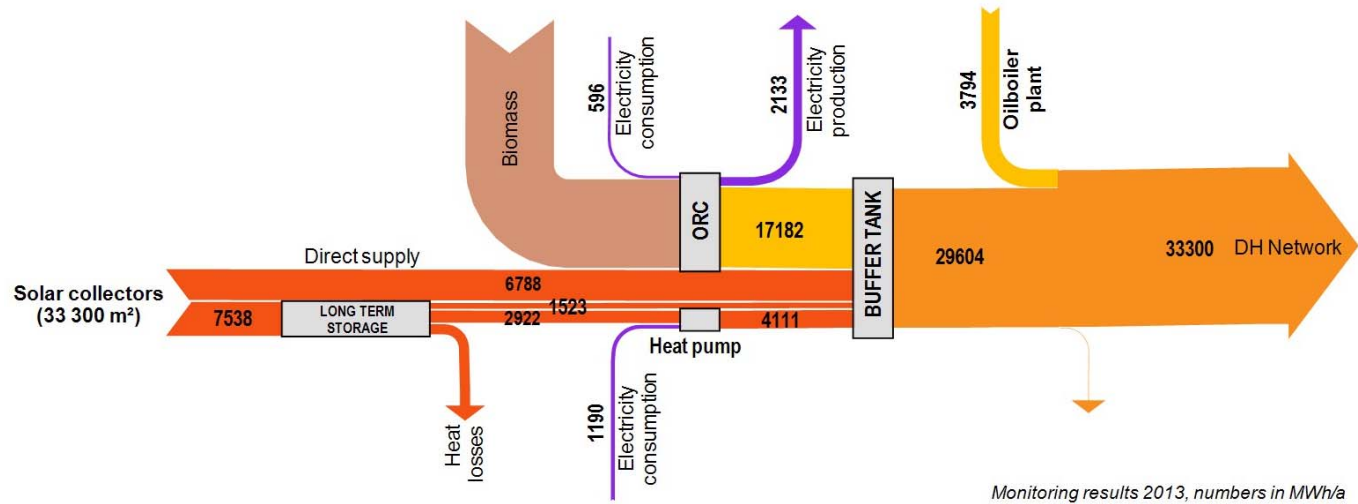 Biomass
596
Electricity
consumption
2133
Electricity
production
3794
Oilboiler
plant
ORC
17182
BUFFER TANK
29604
33300
DH Network
Direct supply
6788
Solar collectors
(33 300 m²)
7538
LONG TERM
STORAGE
1523
2922
4111
Heat pump
Heat
losses
1190
Electricity
consumption
Monitoring results 2013, numbers in MWh/a